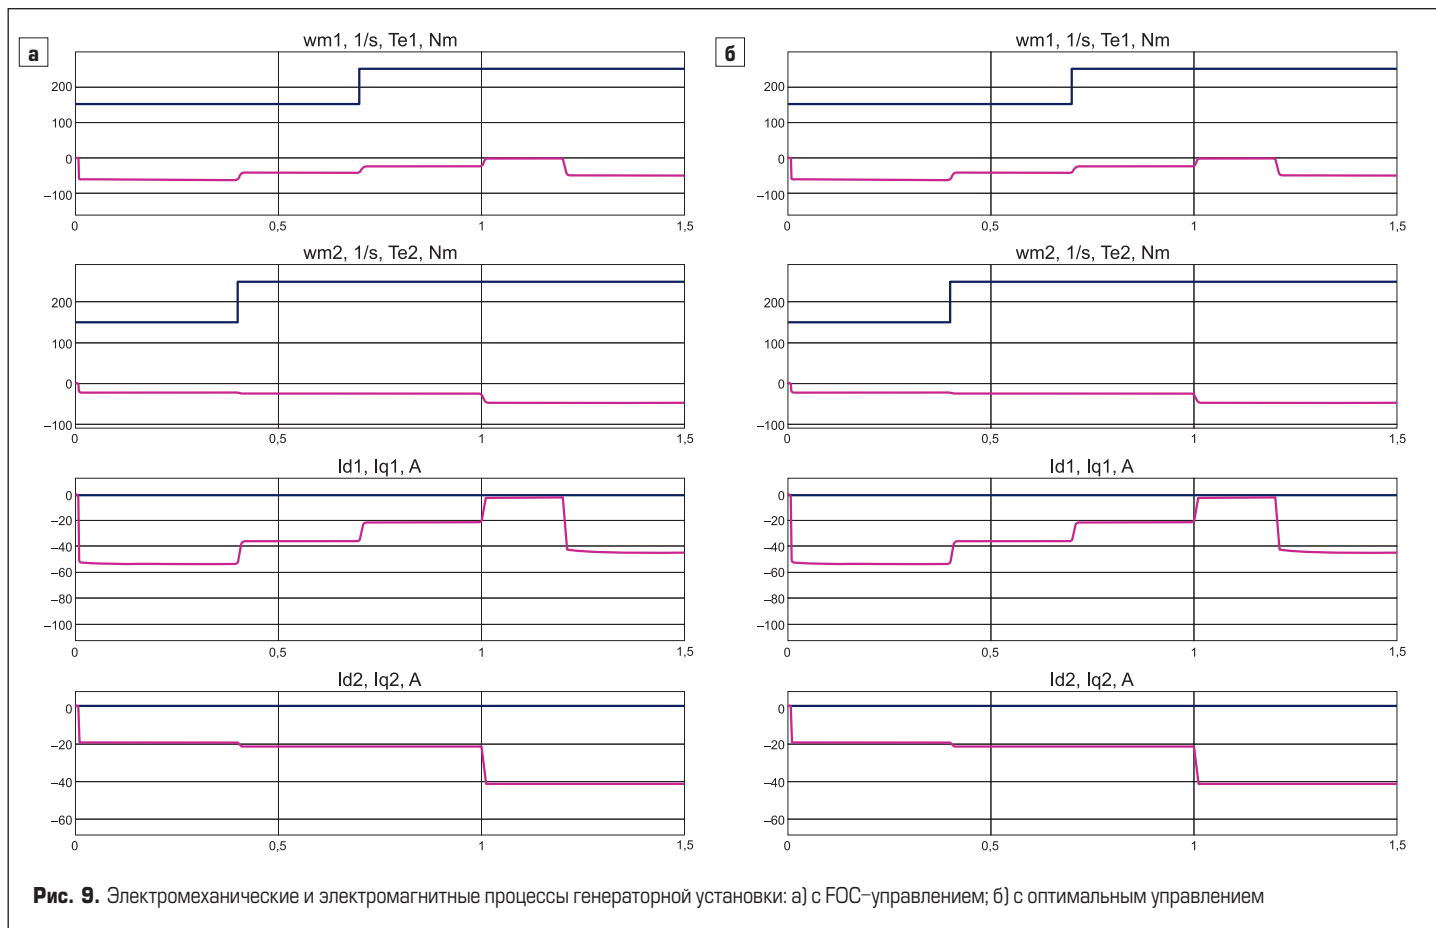 а
wm1, 1/s, Te1, Nm
200
100
0
–100
0 0,5 1 1,5
wm2, 1/s, Te2, Nm
200
100
0
–100
0 0,5 1 1,5
Id1, Iq1, A
0
–20
–40
–60
–80
–100
0 0,5 1 1,5
Id2, Iq2, A
0
–20
–40
–60
0 0,5 1 1,5
б
wm1, 1/s, Te1, Nm
200
100
0
–100
0 0,5 1 1,5
wm2, 1/s, Te2, Nm
200
100
0
–100
0 0,5 1 1,5
Id1, Iq1, A
0
–20
–40
–60
–80
–100
0 0,5 1 1,5
Id2, Iq2, A
0
–20
–40
–60
0 0,5 1 1,5
Рис. 9. Электромеханические и электромагнитные процессы генераторной установки: а) с FOC–управлением; б) с оптимальным управлением